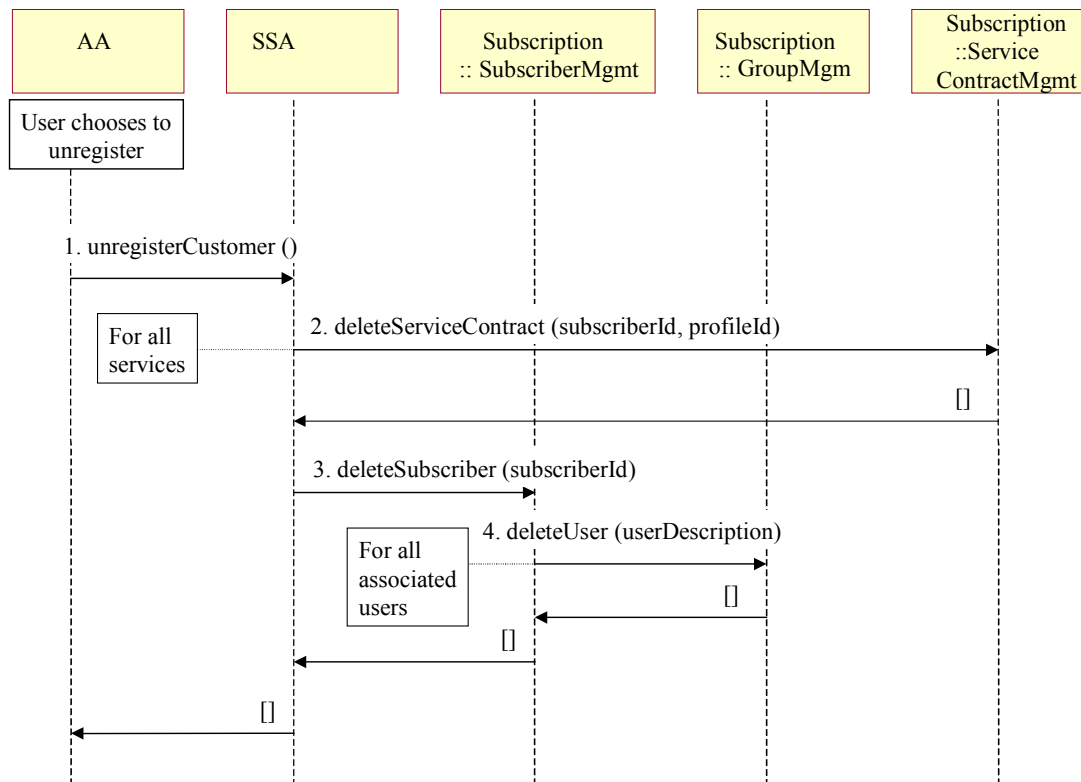 AA
SSA
Subscription
:: SubscriberMgmt
Subscription
:: GroupMgm
Subscription
::Service
ContractMgmt
User chooses to
unregister
1. unregisterCustomer ()
For all
services
2. deleteServiceContract (subscriberId, profileId)
[]
3. deleteSubscriber (subscriberId)
4. deleteUser (userDescription)
For all
associated
users
[]
[]
[]